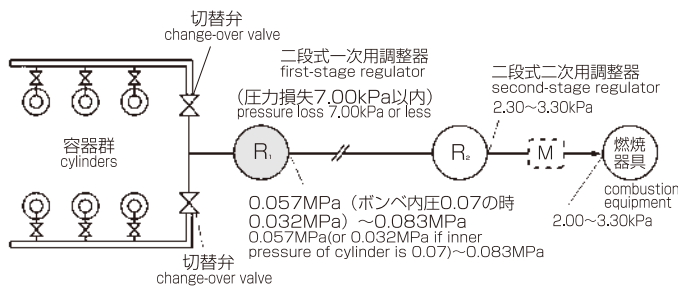 切替弁
change-over valve
二段式一次用調整器
first-stage regulator
(圧力損失7.00kPa以内)
pressure loss 7.00kPa or less
二段式二次用調整器
second-stage regulator
2.30〜3.30kPa
容器群
cylinders
R₁
R₂
M
燃焼
器具
combustion
equipment
2.00〜3.30kPa
0.057MPa（ボンベ内圧0.07の時
0.032MPa）〜0.083MPa
0.057MPa(or 0.032MPa if inner
pressure of cylinder is 0.07)〜0.083MPa
切替弁
change-over valve